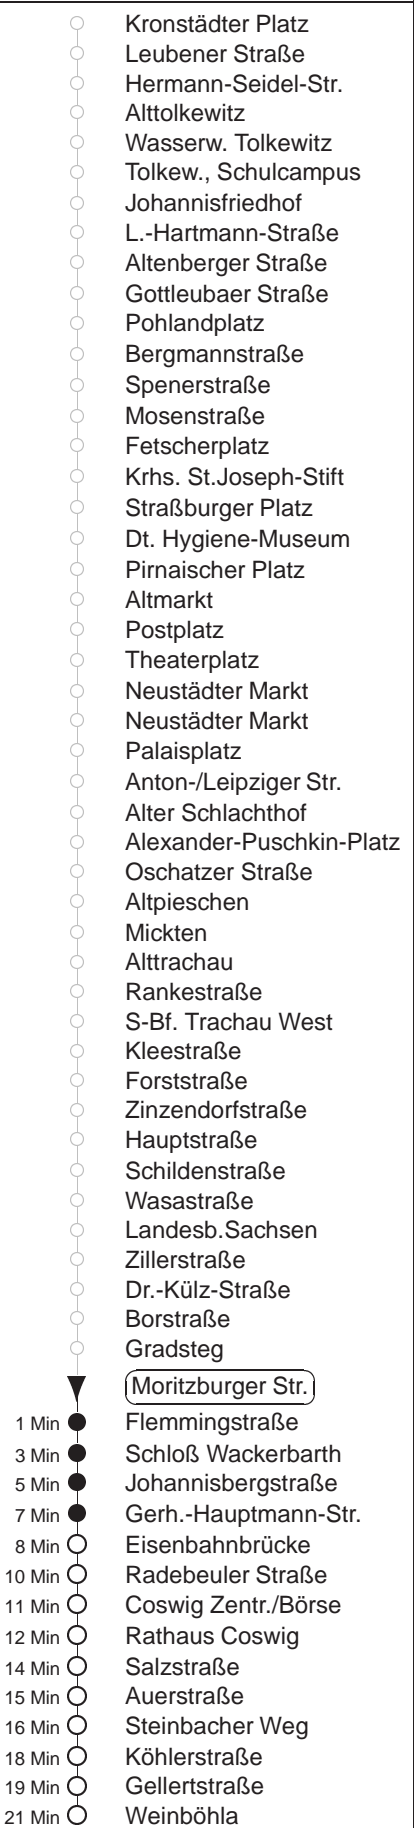 Kronstädter Platz
Leubener Straße
Hermann-Seidel-Str.
Alttolkewitz
Wasserw. Tolkewitz
Tolkew., Schulcampus
Johannisfriedhof
L.-Hartmann-Straße
Altenberger Straße
Gottleubaer Straße
Pohlandplatz
Bergmannstraße
Spenerstraße
Mosenstraße
Fetscherplatz
Krhs. St.Joseph-Stift
Straßburger Platz
Dt. Hygiene-Museum
Pirnaischer Platz
Altmarkt
Postplatz
Theaterplatz
Neustädter Markt
Neustädter Markt
Palaisplatz
Anton-/Leipziger Str.
Alter Schlachthof
Alexander-Puschkin-Platz
Oschatzer Straße
Altpieschen
Mickten
Alttrachau
Rankestraße
S-Bf. Trachau West
Kleestraße
Forststraße
Zinzendorfstraße
Hauptstraße
Schildenstraße
Wasastraße
Landesb.Sachsen
Zillerstraße
Dr.-Külz-Straße
Borstraße
Gradsteg
Moritzburger Str.
1 Min Flemmingstraße
3 Min Schloß Wackerbarth
5 Min Johannisbergstraße
7 Min Gerh.-Hauptmann-Str.
8 Min Eisenbahnbrücke
10 Min Radebeuler Straße
11 Min Coswig Zentr./Börse
12 Min Rathaus Coswig
14 Min Salzstraße
15 Min Auerstraße
16 Min Steinbacher Weg
18 Min Köhlerstraße
19 Min Gellertstraße
21 Min Weinböhla